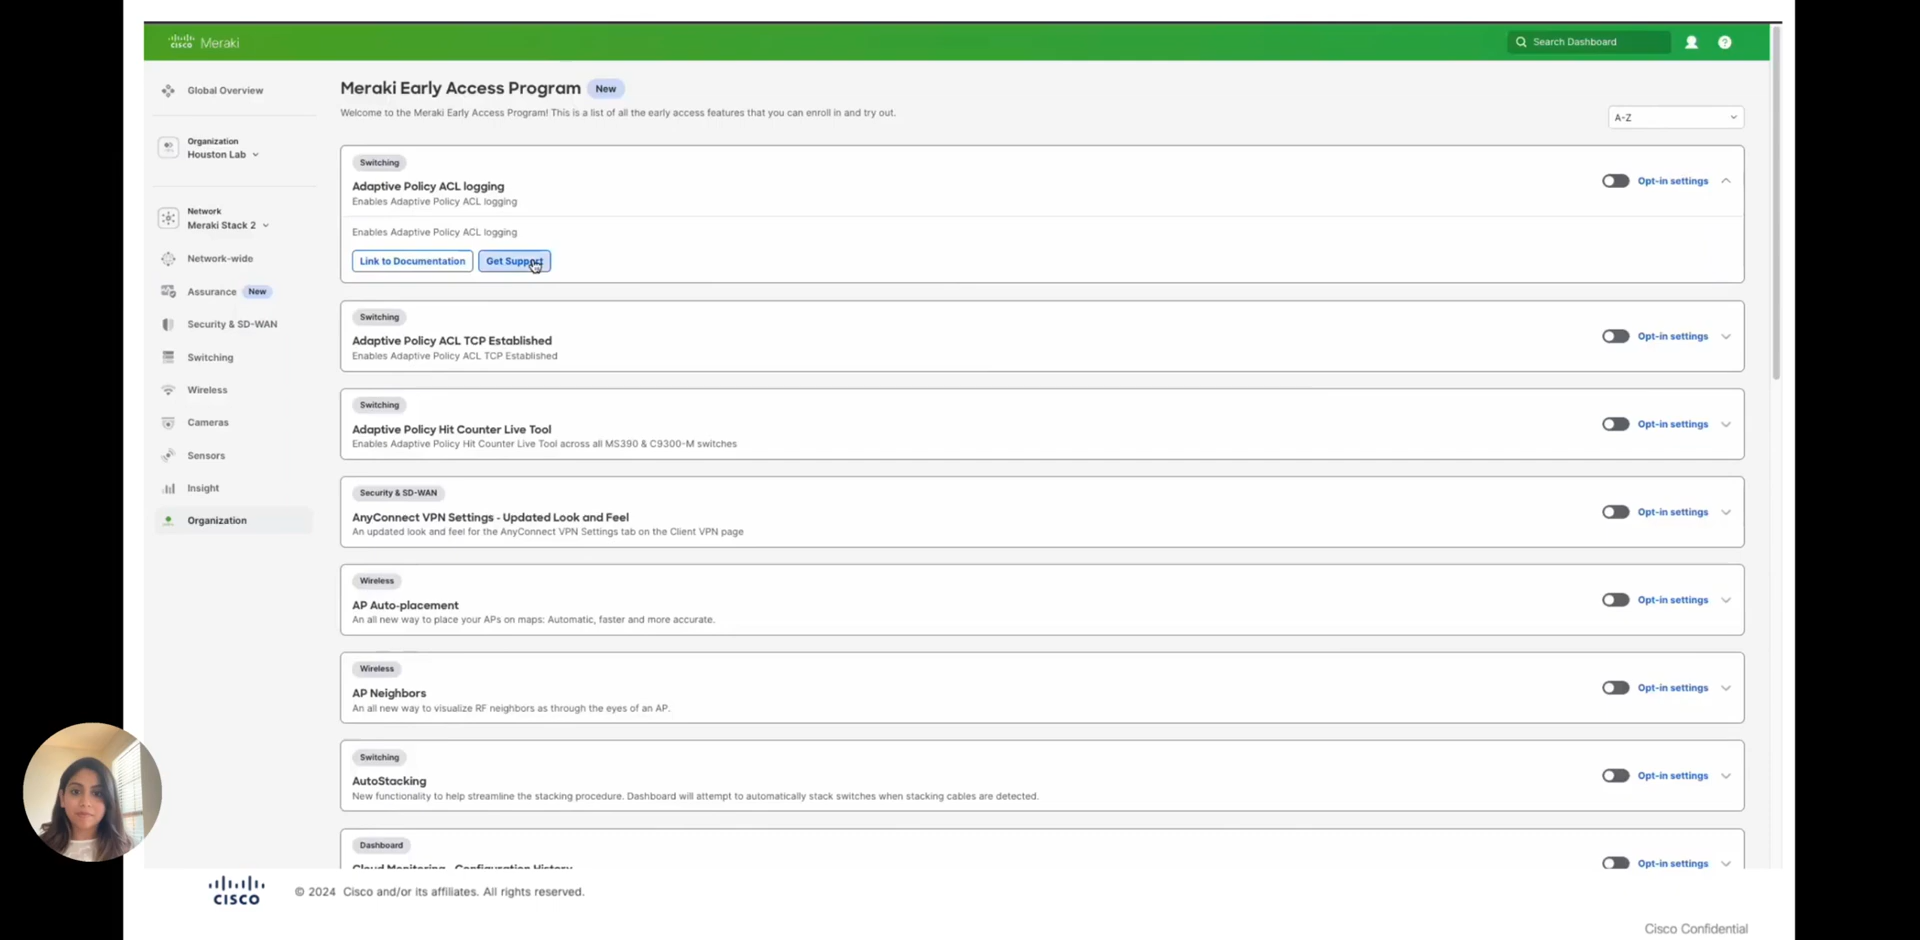 CISCO Meraki
Search Dashboard
Global Overview
Organization
Houston Lab
Network
Meraki Stack 2
Network-wide
Assurance New
Security & SD-WAN
Switching
Wireless
Cameras
Sensors
Insight
Organization
Meraki Early Access Program New
Welcome to the Meraki Early Access Program! This is a list of all the early access features that you can enroll in and try out.
A-Z
Switching
Adaptive Policy ACL logging
Enables Adaptive Policy ACL logging
Opt-in settings
Enables Adaptive Policy ACL logging
Link to Documentation Get Support
Switching
Adaptive Policy ACL TCP Established
Enables Adaptive Policy ACL TCP Established
Opt-in settings
Switching
Adaptive Policy Hit Counter Live Tool
Enables Adaptive Policy Hit Counter Live Tool across all MS390 & C9300-M switches
Opt-in settings
Security & SD-WAN
AnyConnect VPN Settings - Updated Look and Feel
An updated look and feel for the AnyConnect VPN Settings tab on the Client VPN page
Opt-in settings
Wireless
AP Auto-placement
An all new way to place your APs on maps: Automatic, faster and more accurate.
Opt-in settings
Wireless
AP Neighbors
An all new way to visualize RF neighbors as through the eyes of an AP.
Opt-in settings
Switching
AutoStacking
New functionality to help streamline the stacking procedure. Dashboard will attempt to automatically stack switches when stacking cables are detected.
Opt-in settings
Dashboard
Cloud Monitoring - Configuration History
Opt-in settings
CISCO
© 2024 Cisco and/or its affiliates. All rights reserved.
Cisco Confidential